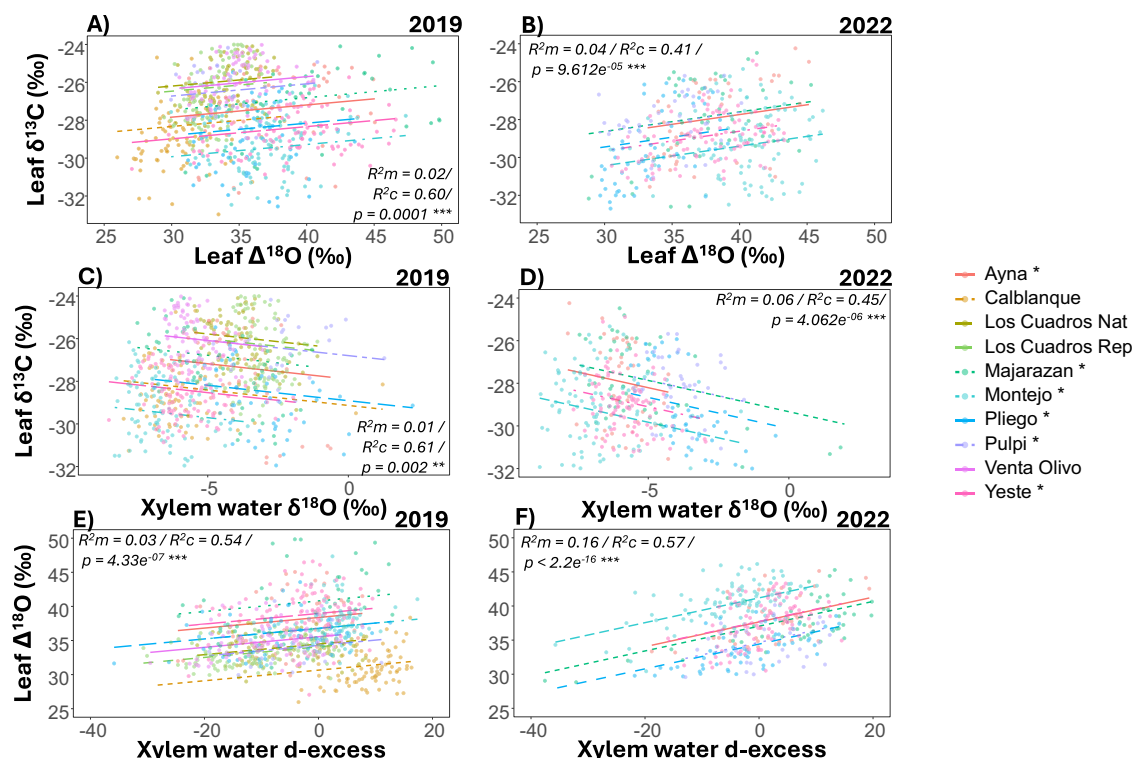 A) 2019
-24
-26
-28
-30
-32
Leaf δ¹³C (‰)
R²m = 0.02/
R²c = 0.60/
p = 0.0001 ***
25 30 35 40 45 50
Leaf Δ¹⁸O (‰)
B) 2022
-24
-26
-28
-30
-32
R²m = 0.04 / R²c = 0.41 /
p = 9.612e⁻⁰⁵ ***
25 30 35 40 45 50
Leaf Δ¹⁸O (‰)
C) 2019
-24
-26
-28
-30
-32
Leaf δ¹³C (‰)
R²m = 0.01 /
R²c = 0.61 /
p = 0.002 **
-5 0
Xylem water δ¹⁸O (‰)
D) 2022
-24
-26
-28
-30
-32
R²m = 0.06 / R²c = 0.45/
p = 4.062e⁻⁰⁶ ***
-5 0
Xylem water δ¹⁸O (‰)
E) 2019
50
45
40
35
30
25
Leaf Δ¹⁸O (‰)
R²m = 0.03 / R²c = 0.54 /
p = 4.33e⁻⁰⁷ ***
-40 -20 0 20
Xylem water d-excess
F) 2022
50
45
40
35
30
25
R²m = 0.16 / R²c = 0.57 /
p < 2.2e⁻¹⁶ ***
-40 -20 0 20
Xylem water d-excess
Ayna *
Calblanque
Los Cuadros Nat
Los Cuadros Rep
Majarazan *
Montejo *
Pliego *
Pulpi *
Venta Olivo
Yeste *